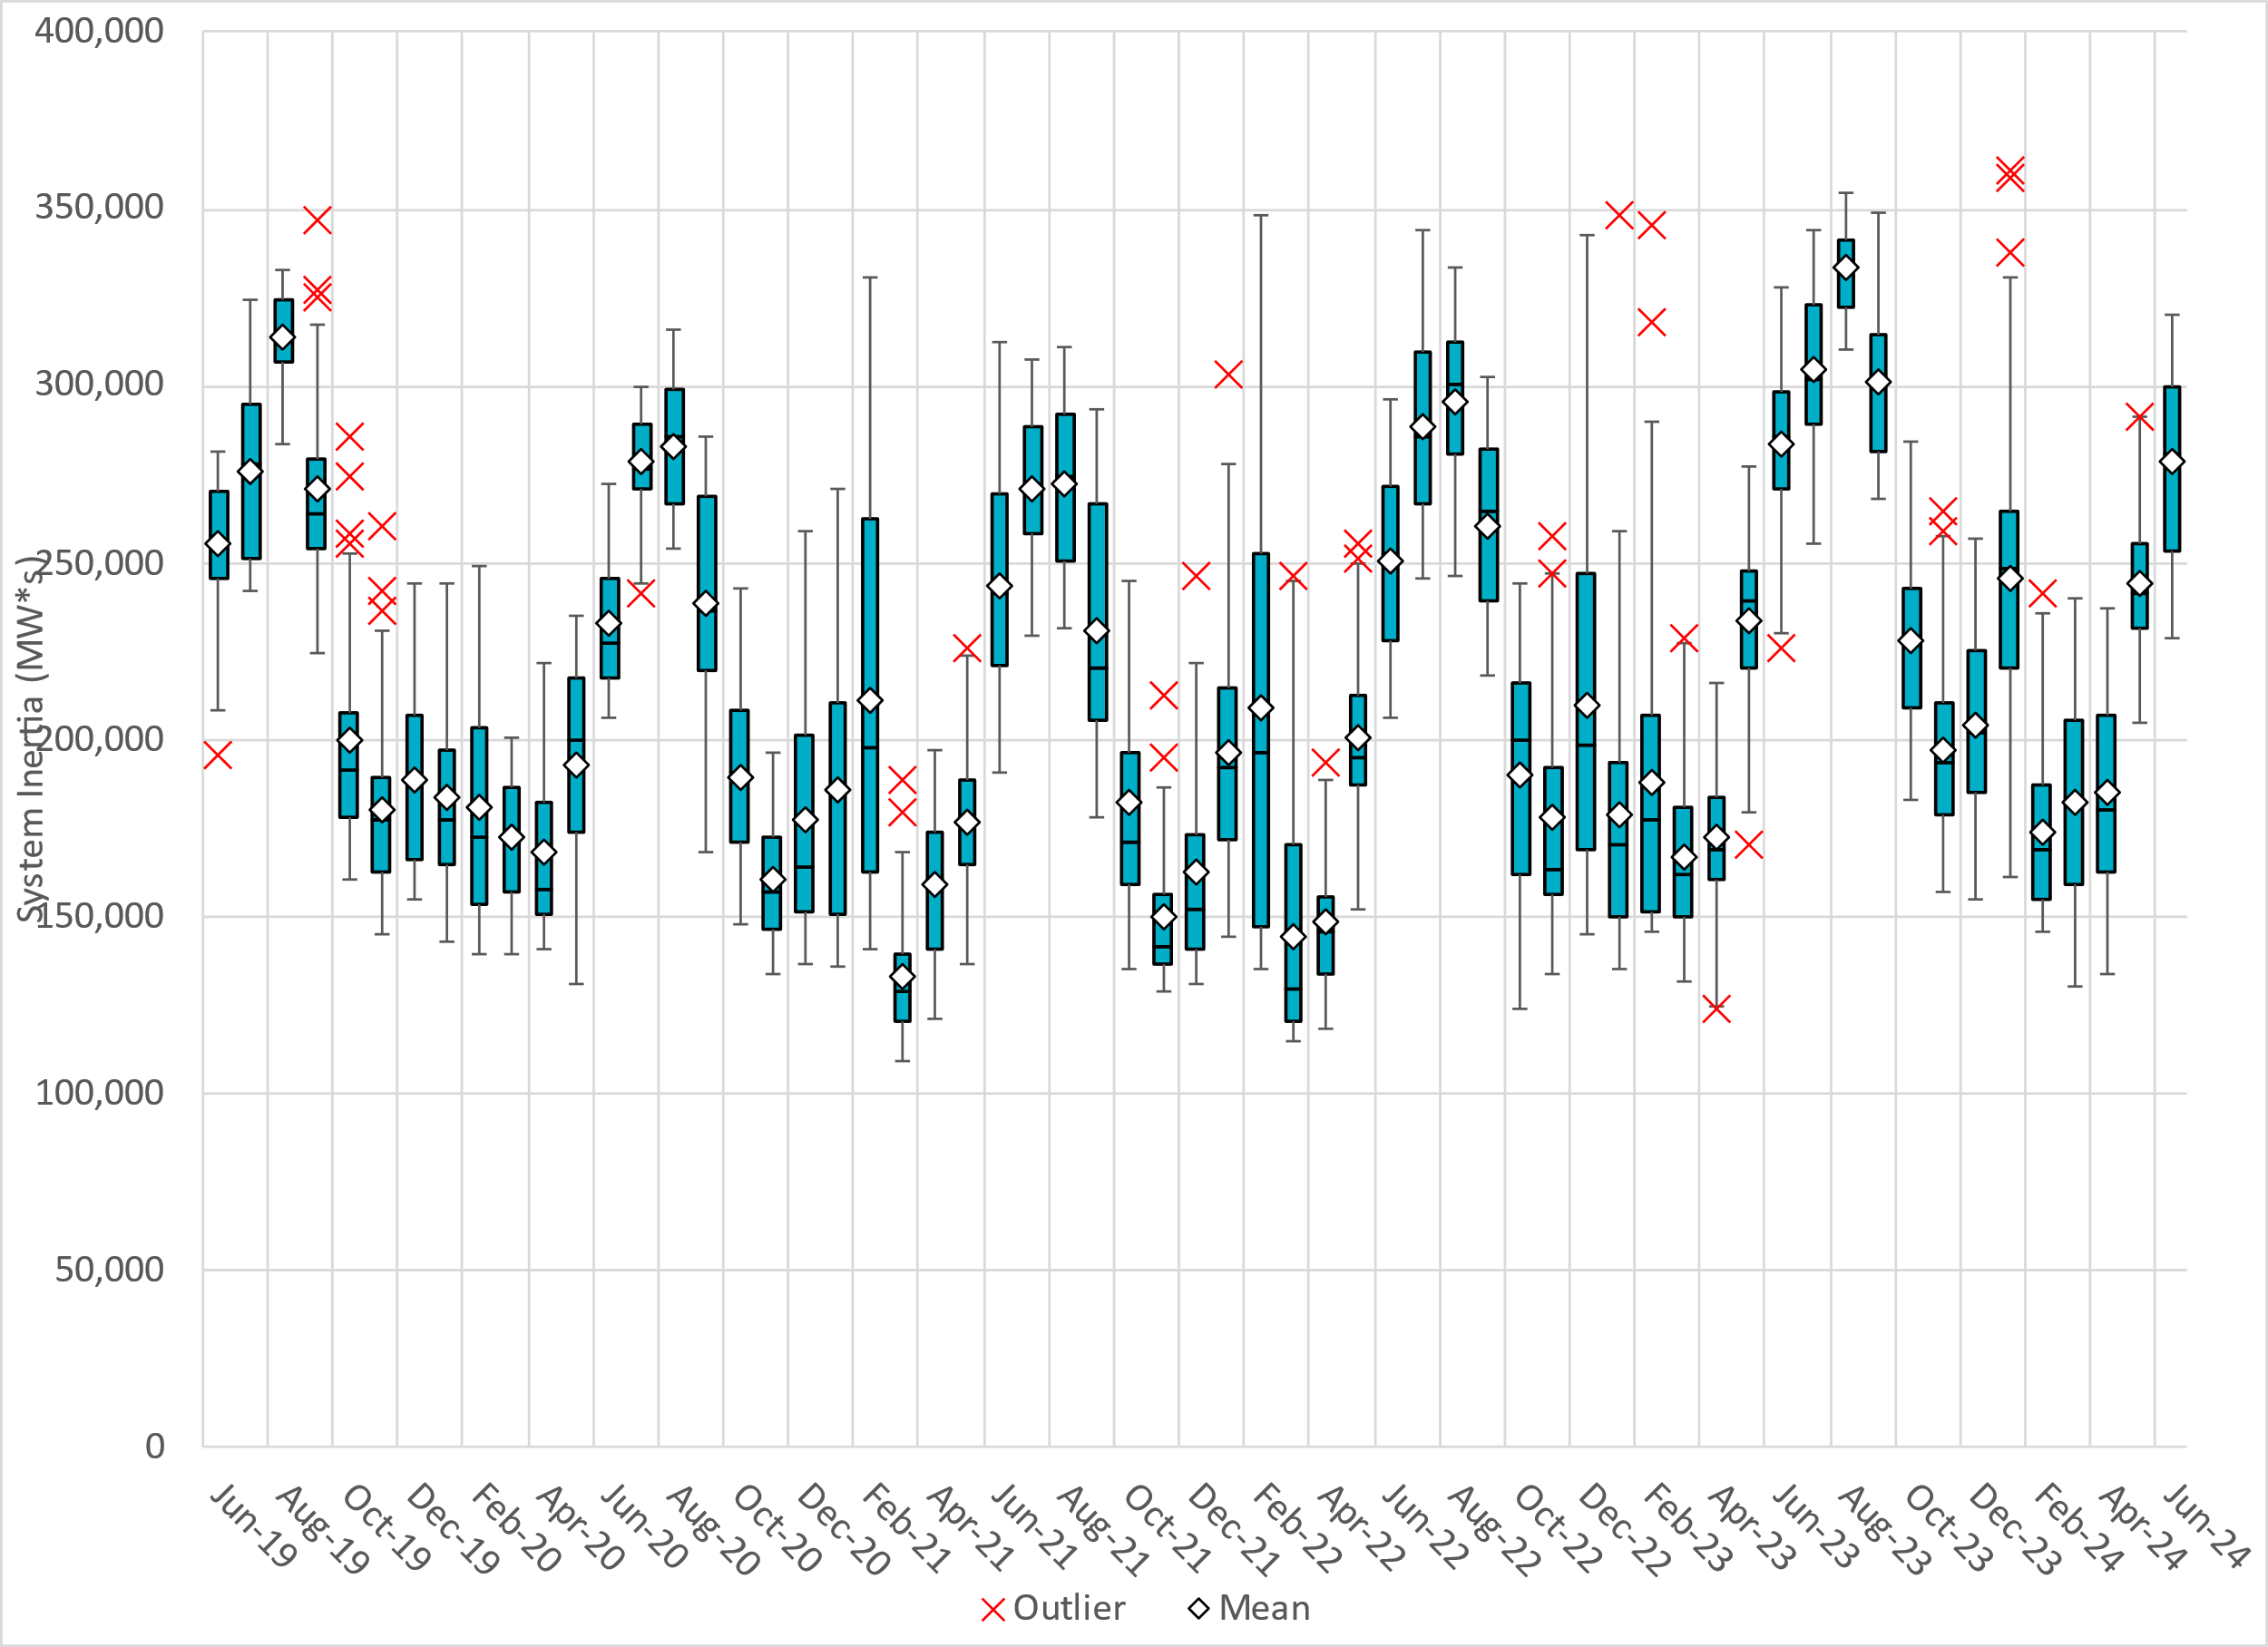 400,000
350,000
300,000
250,000
200,000
150,000
100,000
50,000
0
System Inertia (MW*s)
Jun-19
Aug-19
Oct-19
Dec-19
Feb-20
Apr-20
Jun-20
Aug-20
Oct-20
Dec-20
Feb-21
Apr-21
Jun-21
Aug-21
Oct-21
Dec-21
Feb-22
Apr-22
Jun-22
Aug-22
Oct-22
Dec-22
Feb-23
Apr-23
Jun-23
Aug-23
Oct-23
Dec-23
Feb-24
Apr-24
Jun-24
Outlier Mean